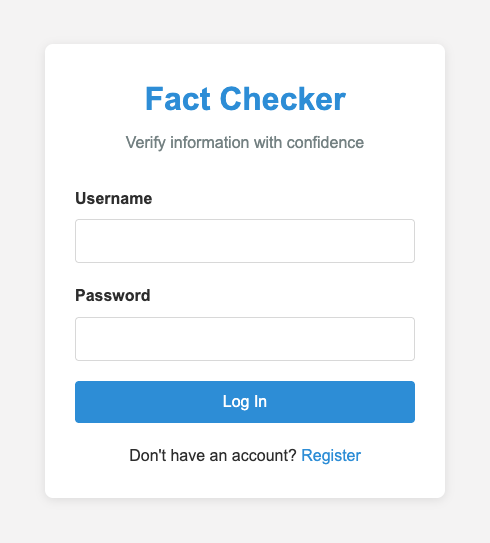 Fact Checker
Verify information with confidence
Username
Password
Log In
Don't have an account? Register